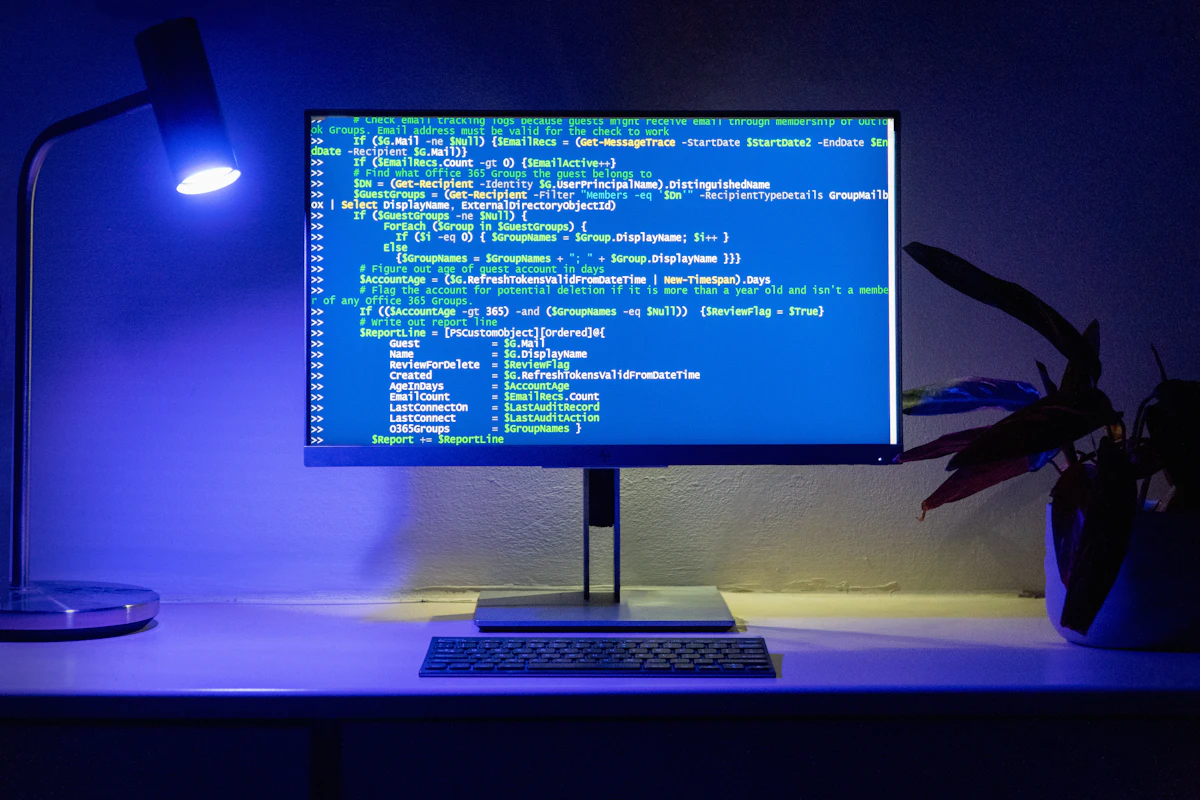 >> # Check email tracking logs because guests might receive email through membership of Outlo
ok Groups. Email address must be valid for the check to work
>> If ($G.Mail -ne $Null) {$EmailRecs = (Get-MessageTrace -StartDate $StartDate2 -EndDate $En
dDate -Recipient $G.Mail)}
>> If ($EmailRecs.Count -gt 0) {$EmailActive++}
>> # Find what Office 365 Groups the guest belongs to
>> $DN = (Get-Recipient -Identity $G.UserPrincipalName).DistinguishedName
>> $GuestGroups = (Get-Recipient -Filter "Members -eq '$Dn'" -RecipientTypeDetails GroupMailb
ox | Select DisplayName, ExternalDirectoryObjectId)
>> If ($GuestGroups -ne $Null) {
>> ForEach ($Group in $GuestGroups) {
>> If ($i -eq 0) { $GroupNames = $Group.DisplayName; $i++ }
>> Else
>> {$GroupNames = $GroupNames + "; " + $Group.DisplayName }}}
>> # Figure out age of guest account in days
>> $AccountAge = ($G.RefreshTokensValidFromDateTime | New-TimeSpan).Days
>> # Flag the account for potential deletion if it is more than a year old and isn't a membe
r of any Office 365 Groups.
>> If (($AccountAge -gt 365) -and ($GroupNames -eq $Null)) {$ReviewFlag = $True}
>> # Write out report line
>> $ReportLine = [PSCustomObject][Ordered]@{
>> Guest = $G.Mail
>> Name = $G.DisplayName
>> ReviewForDelete = $ReviewFlag
>> Created = $G.RefreshTokensValidFromDateTime
>> AgeInDays = $AccountAge
>> EmailCount = $EmailRecs.Count
>> LastConnectOn = $LastAuditRecord
>> LastConnect = $LastAuditAction
>> O365Groups = $GroupNames }
>> $Report += $ReportLine